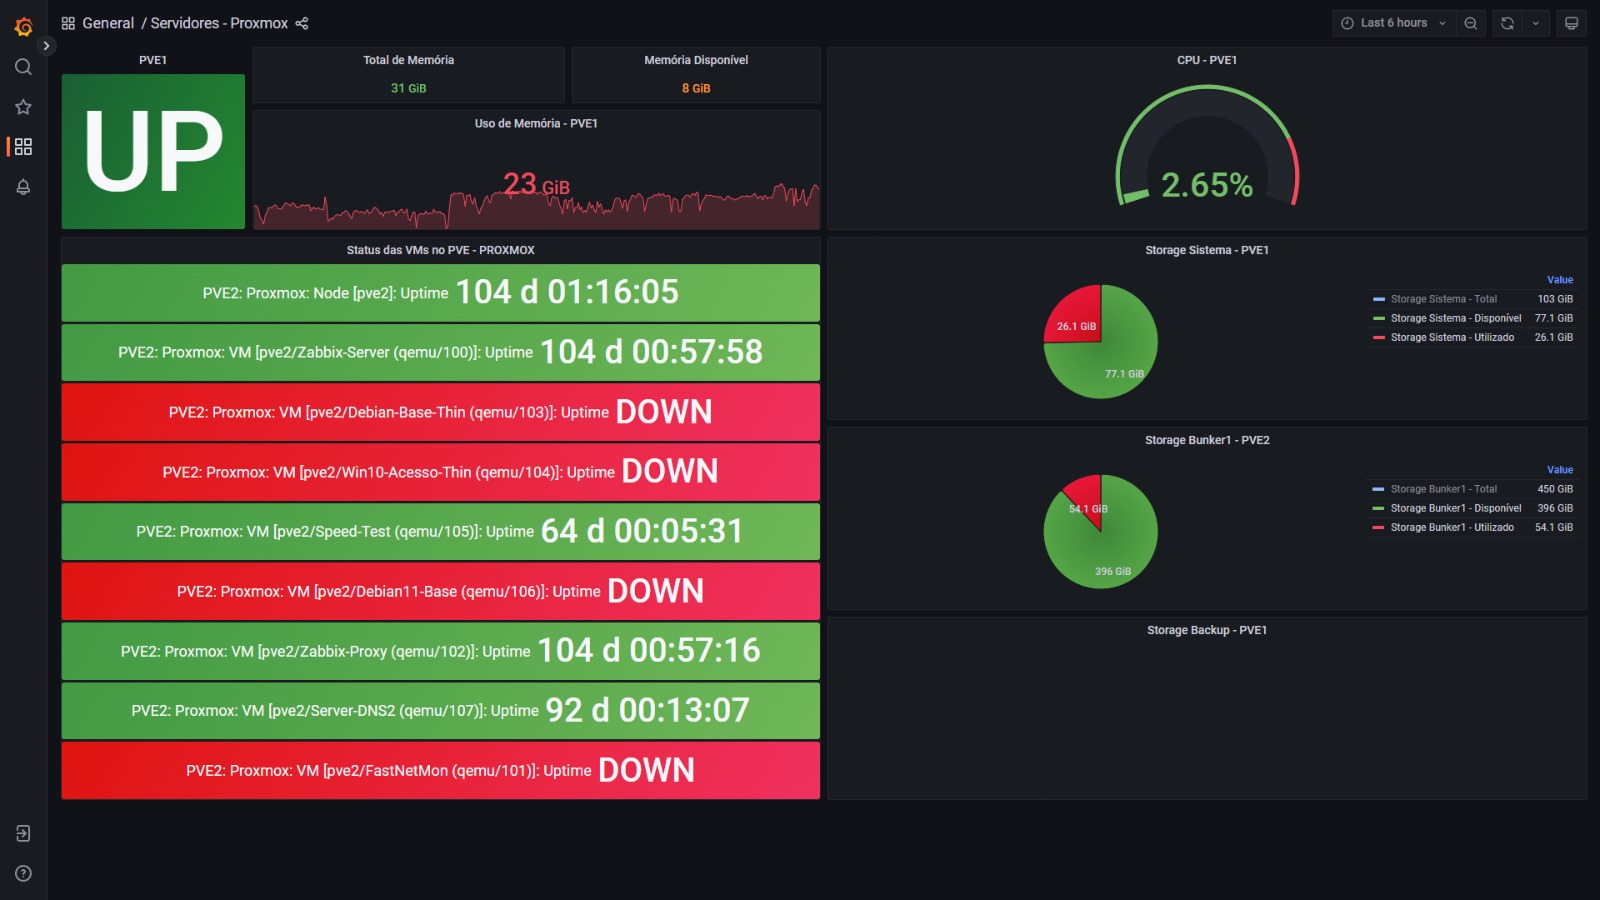 General / Servidores - Proxmox
Last 6 hours
PVE1
UP
Total de Memória
31 GiB
Memória Disponível
8 GiB
Uso de Memória - PVE1
23 GiB
CPU - PVE1
2.65%
Status das VMs no PVE - PROXMOX
PVE2: Proxmox: Node [pve2]: Uptime 104 d 01:16:05
PVE2: Proxmox: VM [pve2/Zabbix-Server (qemu/100)]: Uptime 104 d 00:57:58
PVE2: Proxmox: VM [pve2/Debian-Base-Thin (qemu/103)]: Uptime DOWN
PVE2: Proxmox: VM [pve2/Win10-Acesso-Thin (qemu/104)]: Uptime DOWN
PVE2: Proxmox: VM [pve2/Speed-Test (qemu/105)]: Uptime 64 d 00:05:31
PVE2: Proxmox: VM [pve2/Debian11-Base (qemu/106)]: Uptime DOWN
PVE2: Proxmox: VM [pve2/Zabbix-Proxy (qemu/102)]: Uptime 104 d 00:57:16
PVE2: Proxmox: VM [pve2/Server-DNS2 (qemu/107)]: Uptime 92 d 00:13:07
PVE2: Proxmox: VM [pve2/FastNetMon (qemu/101)]: Uptime DOWN
Storage Sistema - PVE1
26.1 GiB
77.1 GiB
Value
Storage Sistema - Total 103 GiB
Storage Sistema - Disponível 77.1 GiB
Storage Sistema - Utilizado 26.1 GiB
Storage Bunker1 - PVE2
54.1 GiB
396 GiB
Value
Storage Bunker1 - Total 450 GiB
Storage Bunker1 - Disponível 396 GiB
Storage Bunker1 - Utilizado 54.1 GiB
Storage Backup - PVE1